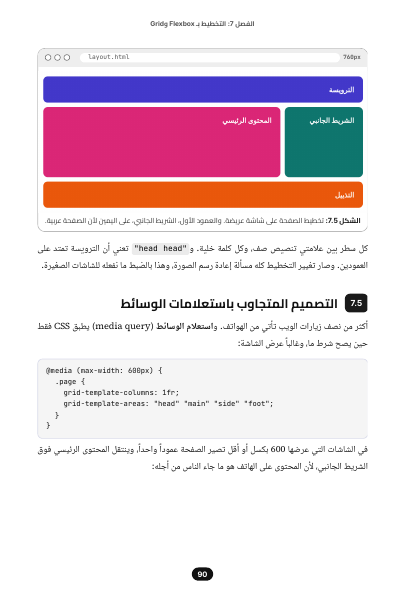 الفصل 7: التخطيط بـ Flexbox وGrid
layout.html
760px
الترويسة
الشريط الجانبي
المحتوى الرئيسي
التذييل
الشكل 7.5: تخطيط الصفحة على شاشة عريضة. والعمود الأول، الشريط الجانبي، على اليمين لأن الصفحة عربية.
كل سطر بين علامتي تنصيص صف، وكل كلمة خلية. و "head head" تعني أن الترويسة تمتد على
العمودين. وصار تغيير التخطيط كله مسألة إعادة رسم الصورة، وهذا بالضبط ما نفعله للشاشات الصغيرة.
7.5 التصميم المتجاوب باستعلامات الوسائط
أكثر من نصف زيارات الويب تأتي من الهواتف. واستعلام الوسائط (media query) يطبق CSS فقط
حين يصح شرط ما، وغالباً عرض الشاشة:
@media (max-width: 600px) {
.page {
grid-template-columns: 1fr;
grid-template-areas: "head" "main" "side" "foot";
}
}
في الشاشات التي عرضها 600 بكسل أو أقل تصير الصفحة عموداً واحداً، وينتقل المحتوى الرئيسي فوق
الشريط الجانبي، لأن المحتوى على الهاتف هو ما جاء الناس من أجله:
90